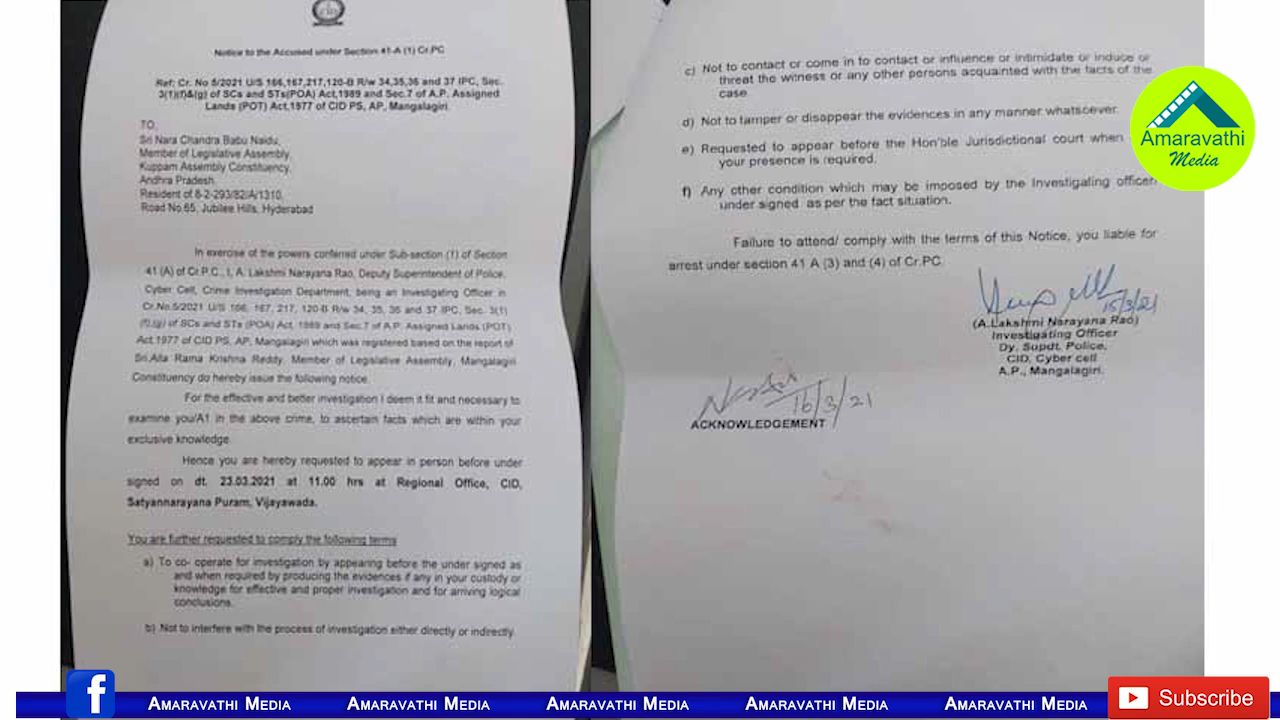 Notice to the Accused under Section 41-A (1) Cr.PC
Ref: Cr. No 5/2021 U/S 166,167,217,120-B R/w 34,35,36 and 37 IPC, Sec.
3(1)(f)&(g) of SCs and STs(POA) Act,1989 and Sec.7 of A.P. Assigned
Lands (POT) Act,1977 of CID PS, AP, Mangalagiri.
TO,
Sri Nara Chandra Babu Naidu,
Member of Legislative Assembly,
Kuppam Assembly Constituency,
Andhra Pradesh.
Resident of 8-2-293/82/A/1310,
Road No.65, Jubilee Hills, Hyderabad
In exercise of the powers conferred under Sub-section (1) of Section
41 (A) of Cr.P.C., I, A. Lakshmi Narayana Rao, Deputy Superintendent of Police,
Cyber Cell, Crime Investigation Department, being an Investigating Officer in
Cr.No.5/2021 U/S 166, 167, 217, 120-B R/w 34, 35, 36 and 37 IPC, Sec. 3(1)
(f),(g) of SCs and STs (POA) Act, 1989 and Sec.7 of A.P. Assigned Lands (POT)
Act,1977 of CID PS, AP, Mangalagiri which was registered based on the report of
Sri.Alla Rama Krishna Reddy, Member of Legislative Assembly, Mangalagiri
Constituency do hereby issue the following notice.
For the effective and better investigation I deem it fit and necessary to
examine you/A1 in the above crime, to ascertain facts which are within your
exclusive knowledge.
Hence you are hereby requested to appear in person before under
signed on dt. 23.03.2021 at 11.00 hrs at Regional Office, CID,
Satyannarayana Puram, Vijayawada.
You are further requested to comply the following terms
a) To co- operate for investigation by appearing before the under signed as
and when required by producing the evidences if any in your custody or
knowledge for effective and proper investigation and for arriving logical
conclusions.
b) Not to interfere with the process of investigation either directly or indirectly.
c) Not to contact or come in to contact or influence or intimidate or induce or
threat the witness or any other persons acquainted with the facts of the
case.
d) Not to tamper or disappear the evidences in any manner whatsoever.
e) Requested to appear before the Hon'ble Jurisdictional court when
your presence is required.
f) Any other condition which may be imposed by the Investigating officer
under signed as per the fact situation.
Failure to attend/ comply with the terms of this Notice, you liable for
arrest under section 41 A (3) and (4) of Cr.PC.
15/3/21
(A.Lakshmi Narayana Rao)
Investigating Officer
Dy. Supdt. Police,
CID, Cyber cell
A.P., Mangalagiri.
16/3/21
ACKNOWLEDGEMENT
Amaravathi
Media
f AMARAVATHI MEDIA AMARAVATHI MEDIA AMARAVATHI MEDIA AMARAVATHI MEDIA AMARAVATHI MEDIA Subscribe